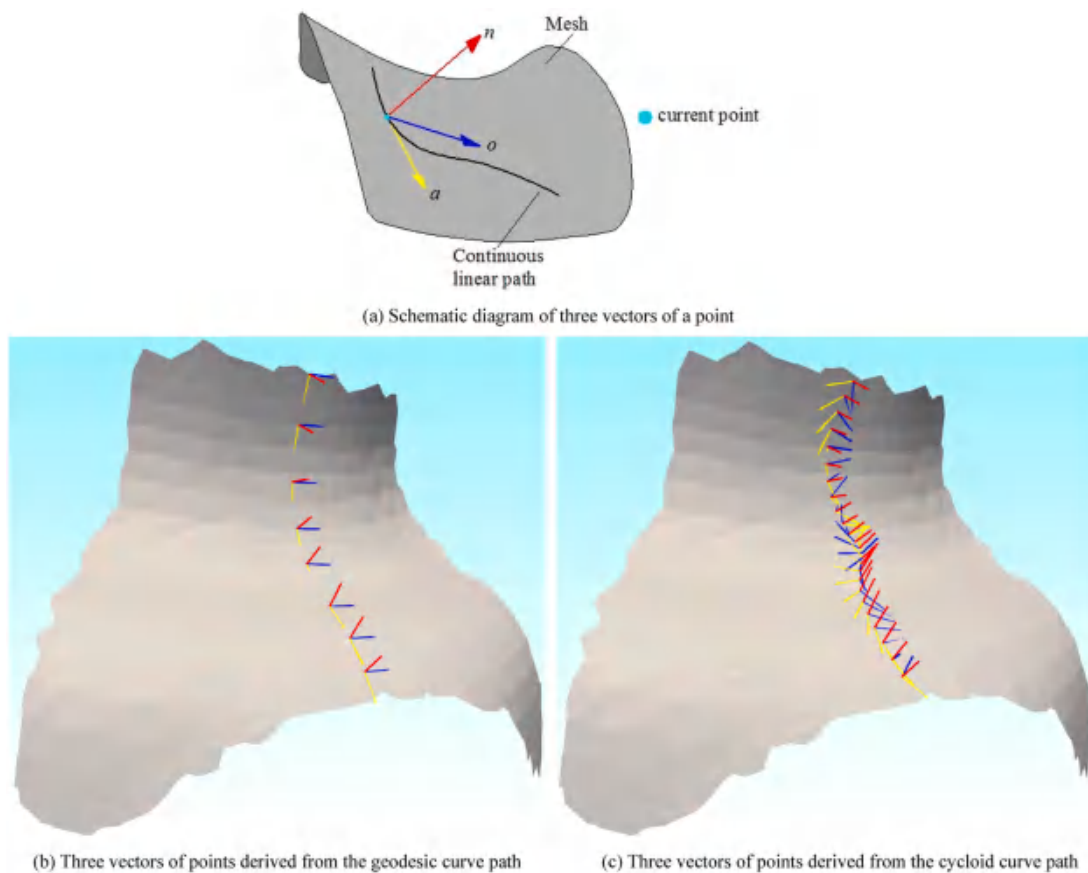 n
Mesh
current point
o
a
Continuous
linear path
(a) Schematic diagram of three vectors of a point
(b) Three vectors of points derived from the geodesic curve path
(c) Three vectors of points derived from the cycloid curve path